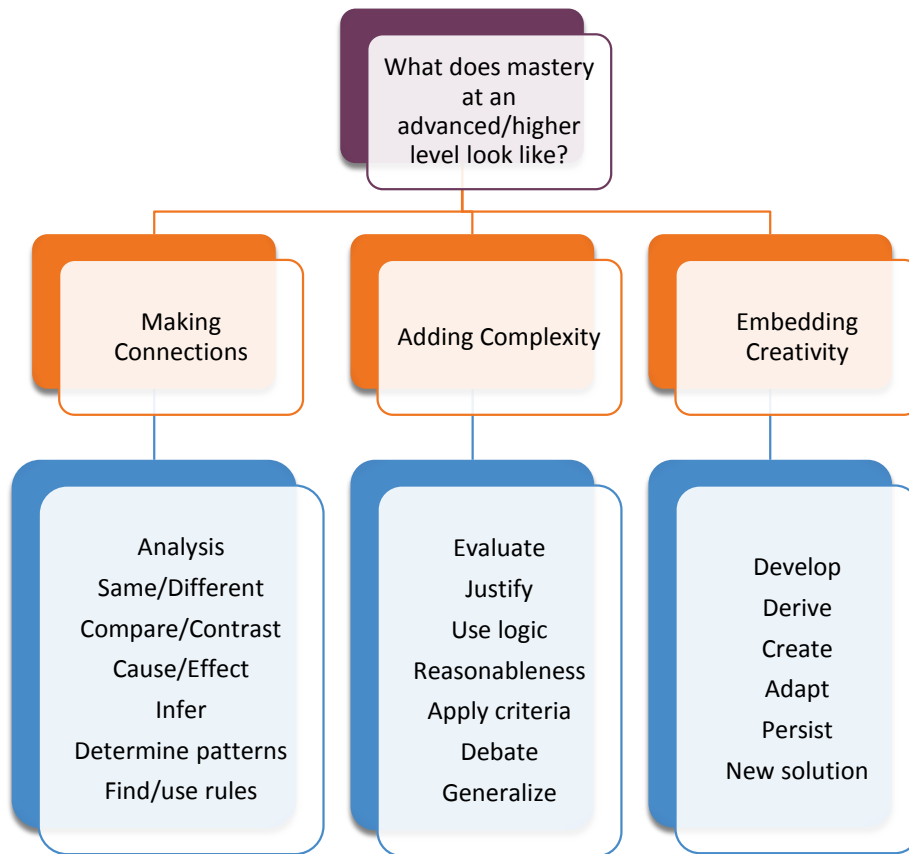 What does mastery
at an
advanced/higher
level look like?
Making
Connections
Adding Complexity
Embedding
Creativity
Analysis
Same/Different
Compare/Contrast
Cause/Effect
Infer
Determine patterns
Find/use rules
Evaluate
Justify
Use logic
Reasonableness
Apply criteria
Debate
Generalize
Develop
Derive
Create
Adapt
Persist
New solution